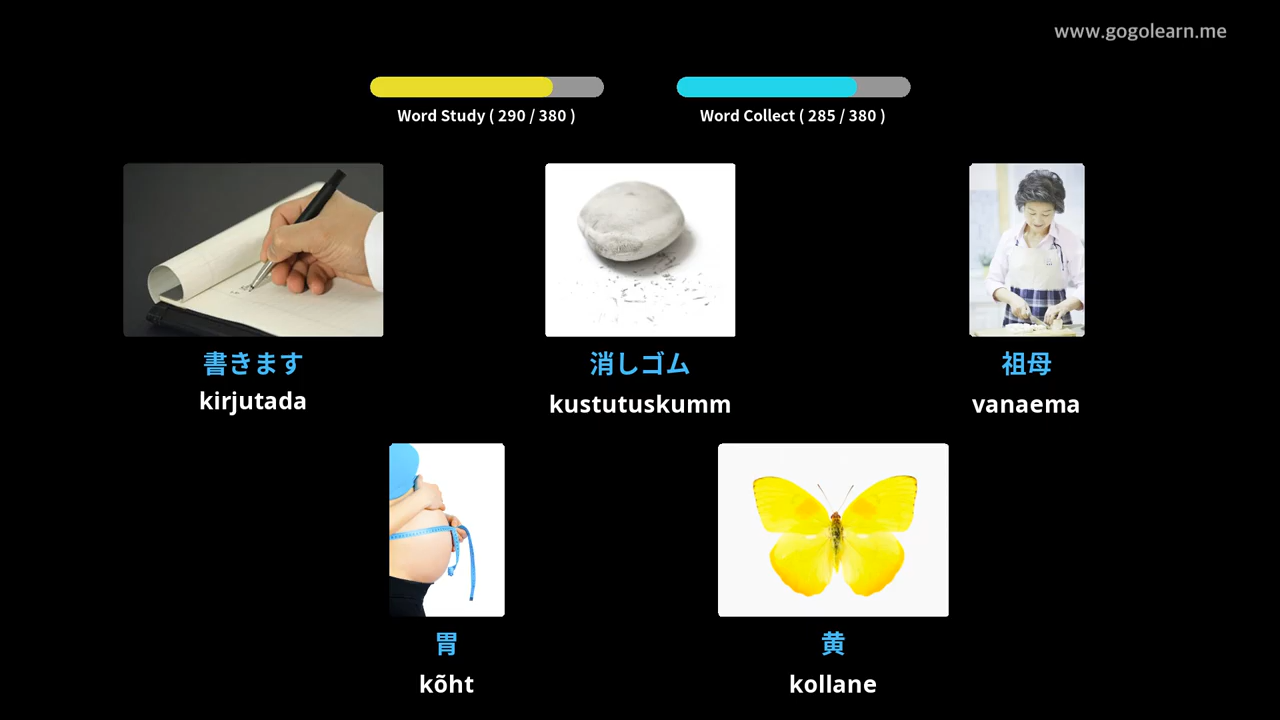 www.gogolearn.me
Word Study ( 290 / 380 )
Word Collect ( 285 / 380 )
書きます
kirjutada
消しゴム
kustutuskumm
祖母
vanaema
胃
kõht
黄
kollane